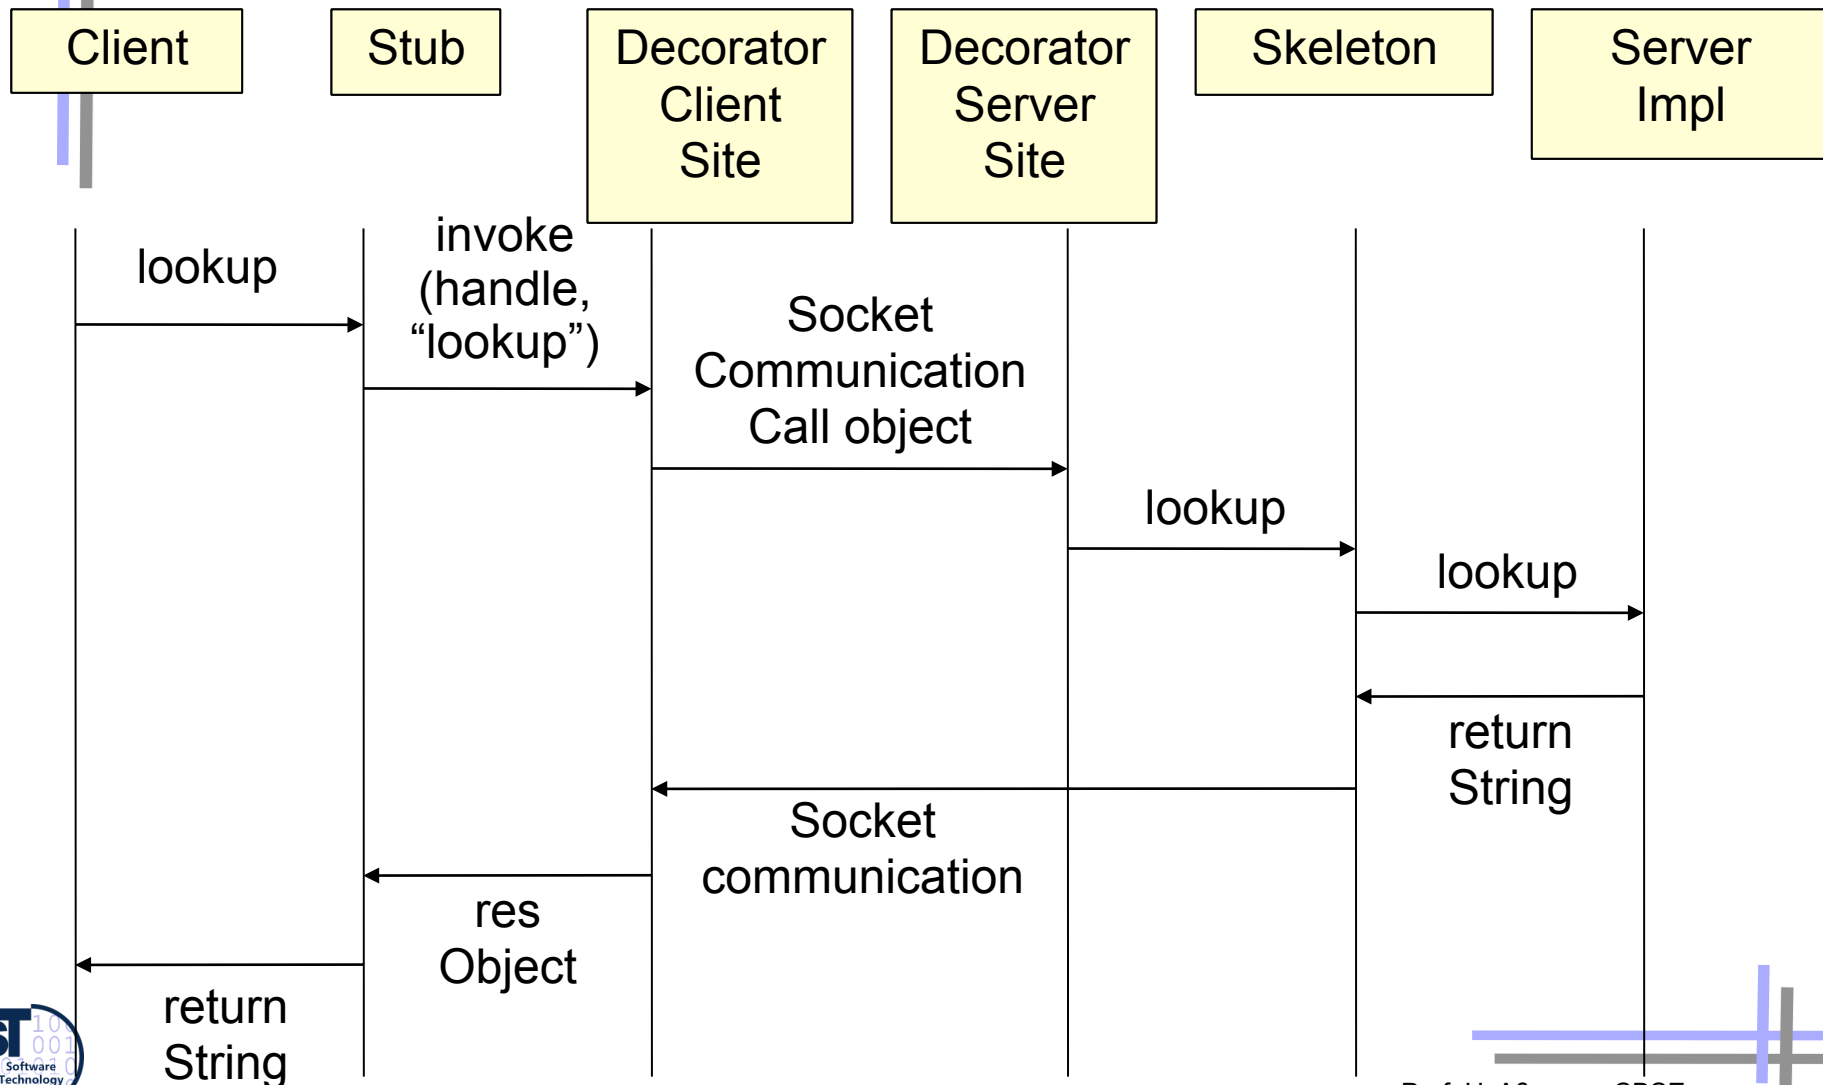 Client
Stub
Decorator
Client
Site
Decorator
Server
Site
Skeleton
Server
Impl
lookup
invoke
(handle,
“lookup”)
Socket
Communication
Call object
lookup
lookup
return
String
Socket
communication
res
Object
return
String
ST
Software
Technology